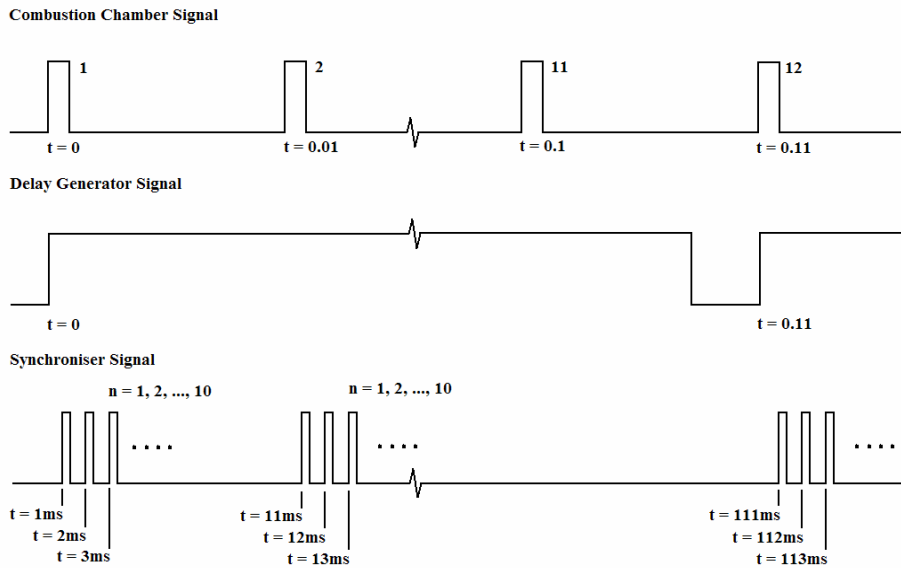 Combustion Chamber Signal
1
2
11
12
t = 0
t = 0.01
t = 0.1
t = 0.11
Delay Generator Signal
t = 0
t = 0.11
Synchroniser Signal
n = 1, 2, ..., 10
n = 1, 2, ..., 10
t = 1ms
t = 2ms
t = 3ms
t = 11ms
t = 12ms
t = 13ms
t = 111ms
t = 112ms
t = 113ms